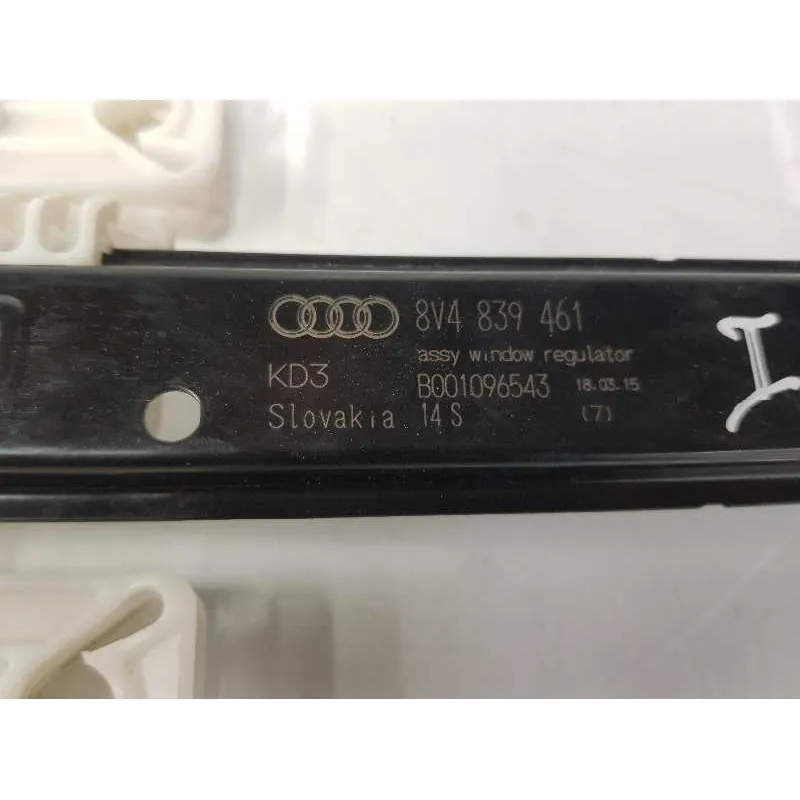 8V4 839 461
assy window regulator
KD3 B001096543 18.03.15
Slovakia 14 S (7)
I